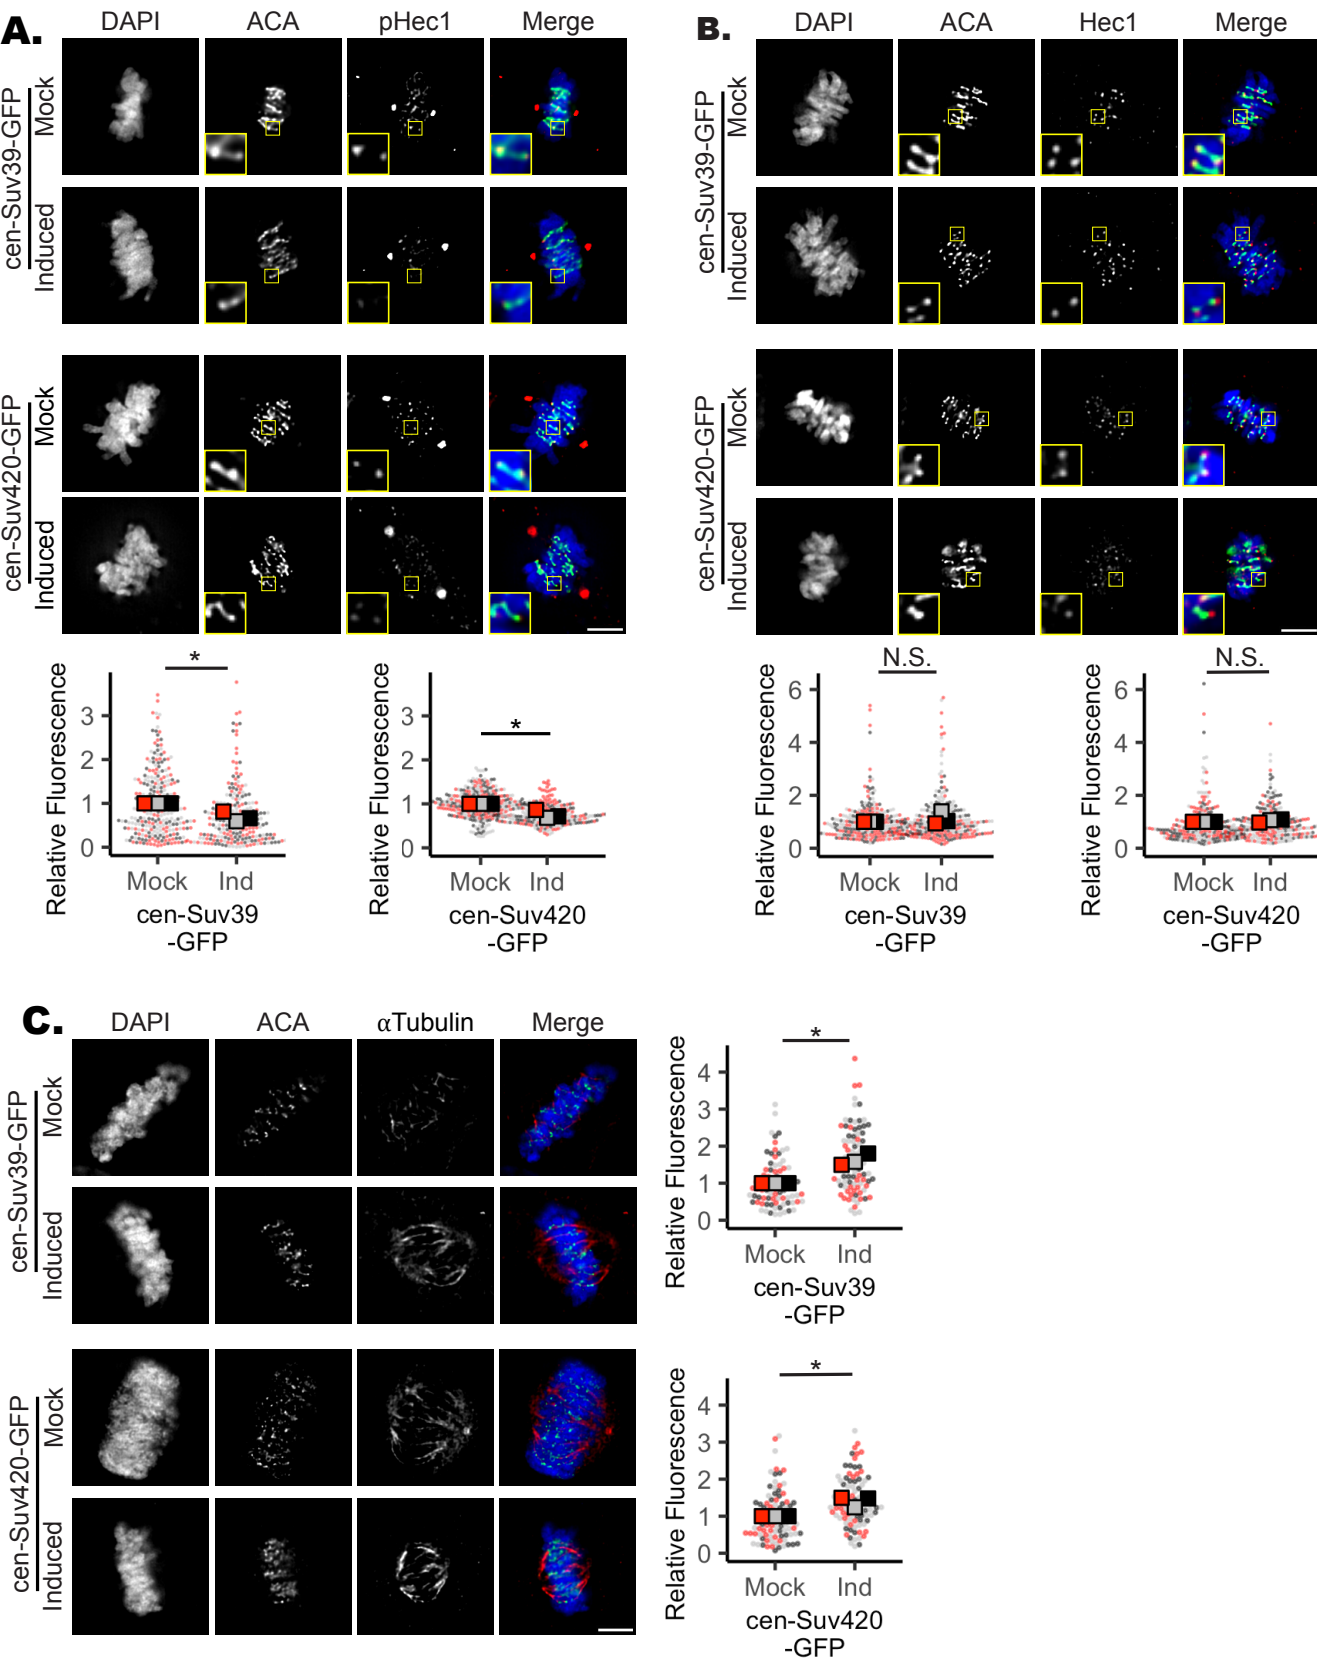 A.
DAPI ACA pHec1 Merge
cen-Suv39-GFP
Mock
Induced
cen-Suv420-GFP
Mock
Induced
*
Relative Fluorescence
3
2
1
0
Mock Ind
cen-Suv39
-GFP
*
Relative Fluorescence
3
2
1
0
Mock Ind
cen-Suv420
-GFP
B.
DAPI ACA Hec1 Merge
cen-Suv39-GFP
Mock
Induced
cen-Suv420-GFP
Mock
Induced
N.S.
Relative Fluorescence
6
4
2
0
Mock Ind
cen-Suv39
-GFP
N.S.
Relative Fluorescence
6
4
2
0
Mock Ind
cen-Suv420
-GFP
C.
DAPI ACA αTubulin Merge
cen-Suv39-GFP
Mock
Induced
cen-Suv420-GFP
Mock
Induced
*
Relative Fluorescence
4
3
2
1
0
Mock Ind
cen-Suv39
-GFP
*
Relative Fluorescence
4
3
2
1
0
Mock Ind
cen-Suv420
-GFP